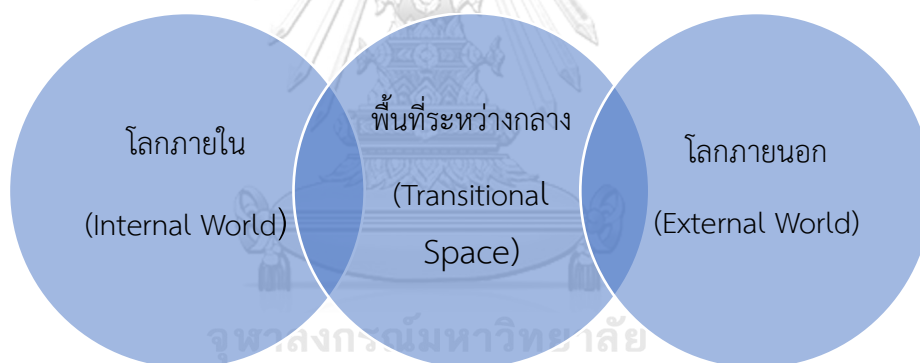 โลกภายใน
(Internal World)
พื้นที่ระหว่างกลาง
(Transitional
Space)
โลกภายนอก
(External World)
จุฬาลงกรณ์มหาวิทยาลัย